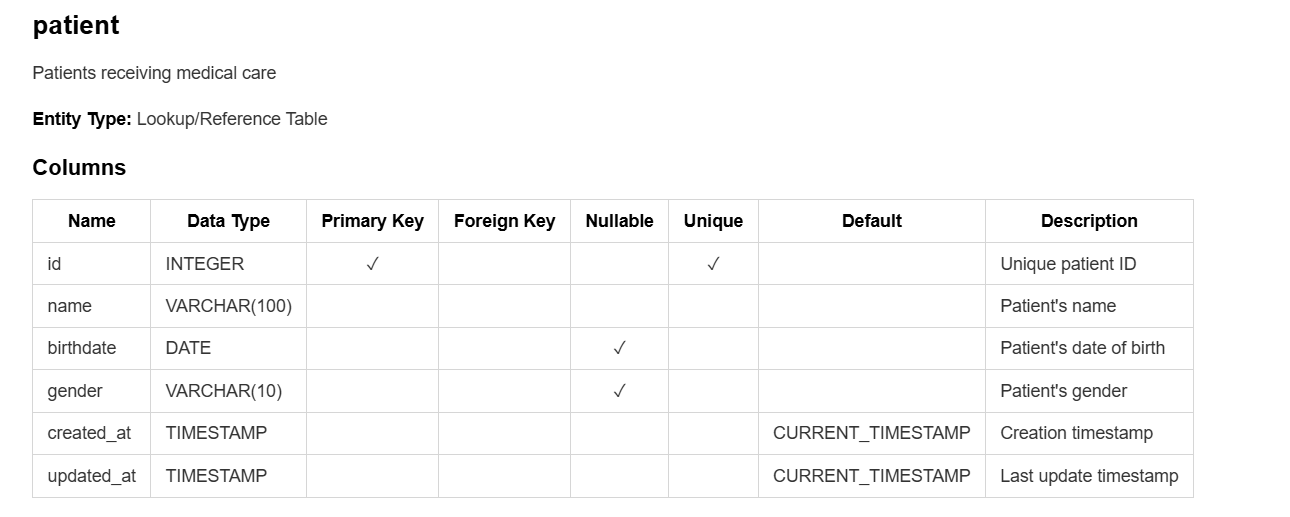 patient
Patients receiving medical care
Entity Type: Lookup/Reference Table
Columns
Name Data Type Primary Key Foreign Key Nullable Unique Default Description
id INTEGER ✓ ✓ Unique patient ID
name VARCHAR(100) Patient's name
birthdate DATE ✓ Patient's date of birth
gender VARCHAR(10) ✓ Patient's gender
created_at TIMESTAMP CURRENT_TIMESTAMP Creation timestamp
updated_at TIMESTAMP CURRENT_TIMESTAMP Last update timestamp